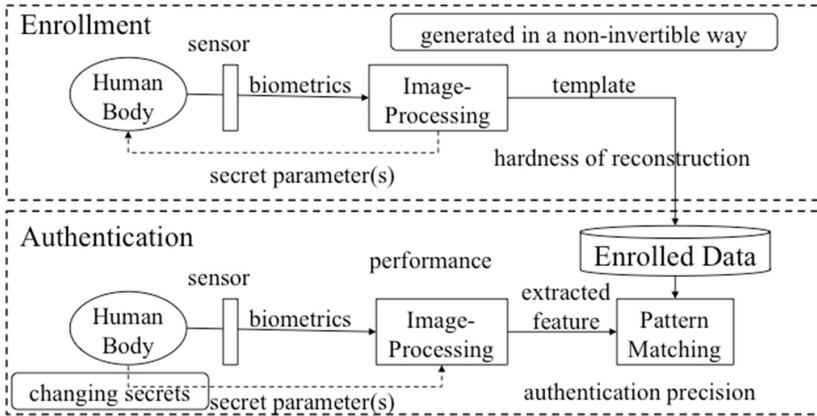 Enrollment
generated in a non-invertible way
sensor
Human
Body
biometrics
Image-
Processing
template
hardness of reconstruction
secret parameter(s)
Authentication
Enrolled Data
performance
sensor
extracted
feature
Human
Body
biometrics
Image-
Processing
Pattern
Matching
changing secrets
secret parameter(s)
authentication precision